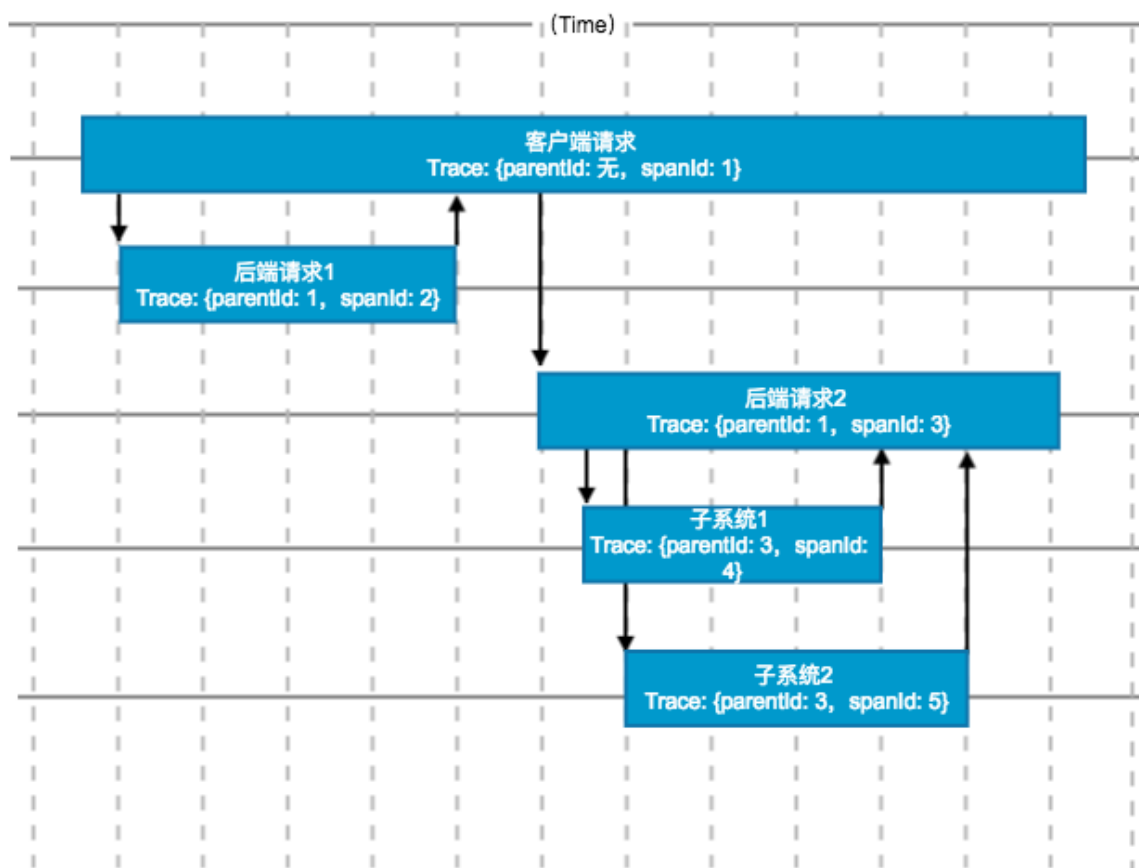 (Time)
客户端请求
Trace: {parentId: 无，spanId: 1}
后端请求1
Trace: {parentId: 1，spanId: 2}
后端请求2
Trace: {parentId: 1，spanId: 3}
子系统1
Trace: {parentId: 3，spanId:
4}
子系统2
Trace: {parentId: 3，spanId: 5}